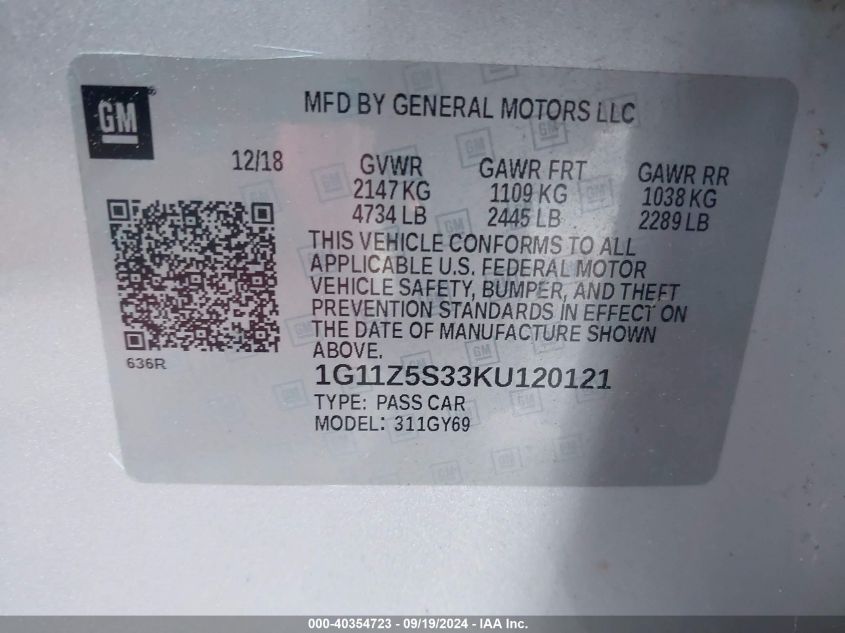 GM
®
MFD BY GENERAL MOTORS LLC
12/18 GVWR GAWR FRT GAWR RR
2147 KG 1109 KG 1038 KG
4734 LB 2445 LB 2289 LB
THIS VEHICLE CONFORMS TO ALL
APPLICABLE U.S. FEDERAL MOTOR
VEHICLE SAFETY, BUMPER, AND THEFT
PREVENTION STANDARDS IN EFFECT ON
THE DATE OF MANUFACTURE SHOWN
ABOVE.
636R
1G11Z5S33KU120121
TYPE: PASS CAR
MODEL: 311GY69
000-40354723 - 09/19/2024 - IAA Inc.